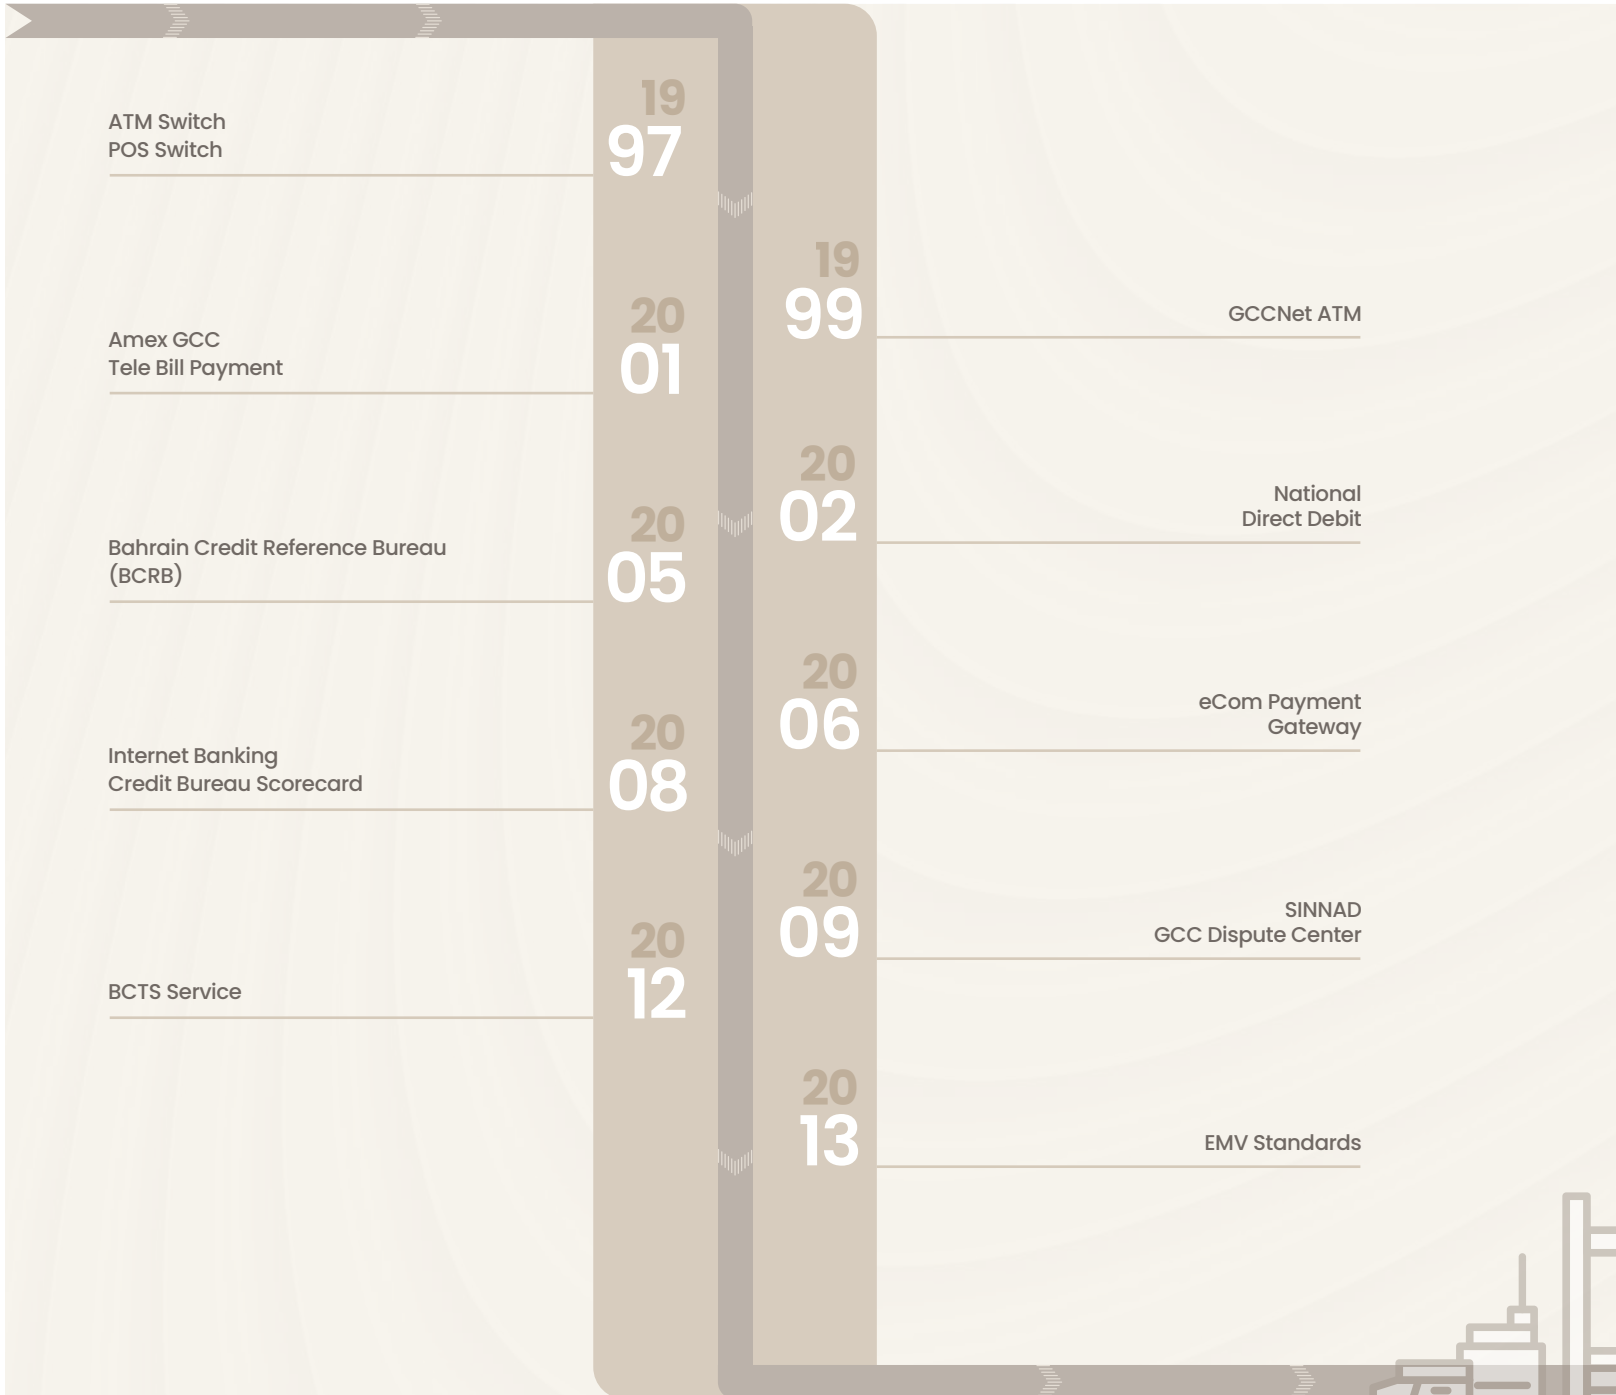 19
97
ATM Switch
POS Switch
19
99
GCCNet ATM
20
01
Amex GCC
Tele Bill Payment
20
02
National
Direct Debit
20
05
Bahrain Credit Reference Bureau
(BCRB)
20
06
eCom Payment
Gateway
20
08
Internet Banking
Credit Bureau Scorecard
20
09
SINNAD
GCC Dispute Center
20
12
BCTS Service
20
13
EMV Standards